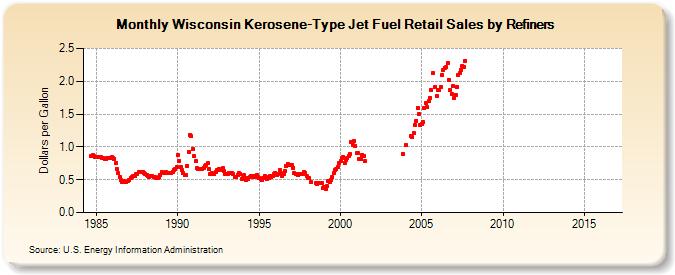 Monthly Wisconsin Kerosene-Type Jet Fuel Retail Sales by Refiners
Dollars per Gallon
2.5
2.0
1.5
1.0
0.5
0.0
1985 1990 1995 2000 2005 2010 2015
Source: U.S. Energy Information Administration